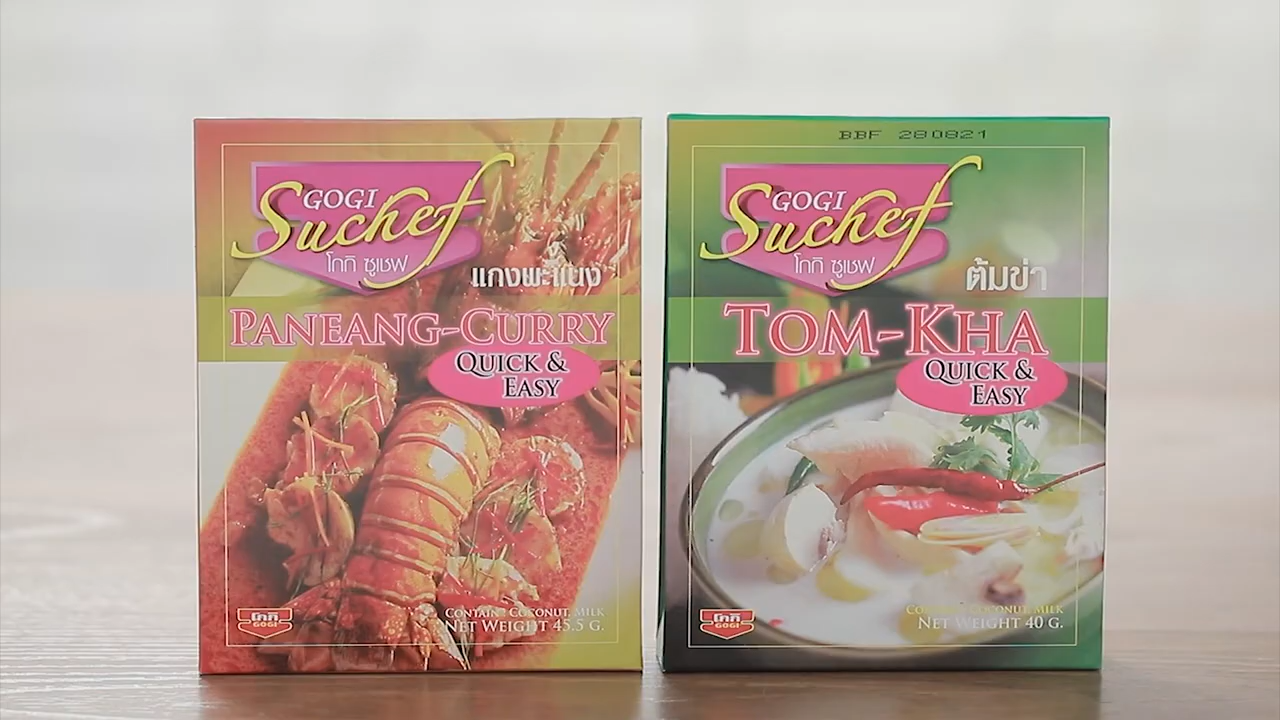 GOGI
Suchef
โกกิ ซูเชฟ
แกงพะแนง
PANEANG-CURRY
QUICK &
EASY
โกกิ
GOGI
CONTAIN: COCONUT, MILK
NET WEIGHT 45.5 G.
BBF 280821
GOGI
Suchef
โกกิ ซูเชฟ
ต้มข่า
TOM-KHA
QUICK &
EASY
โกกิ
GOGI
CONTAIN: COCONUT, MILK
NET WEIGHT 40 G.